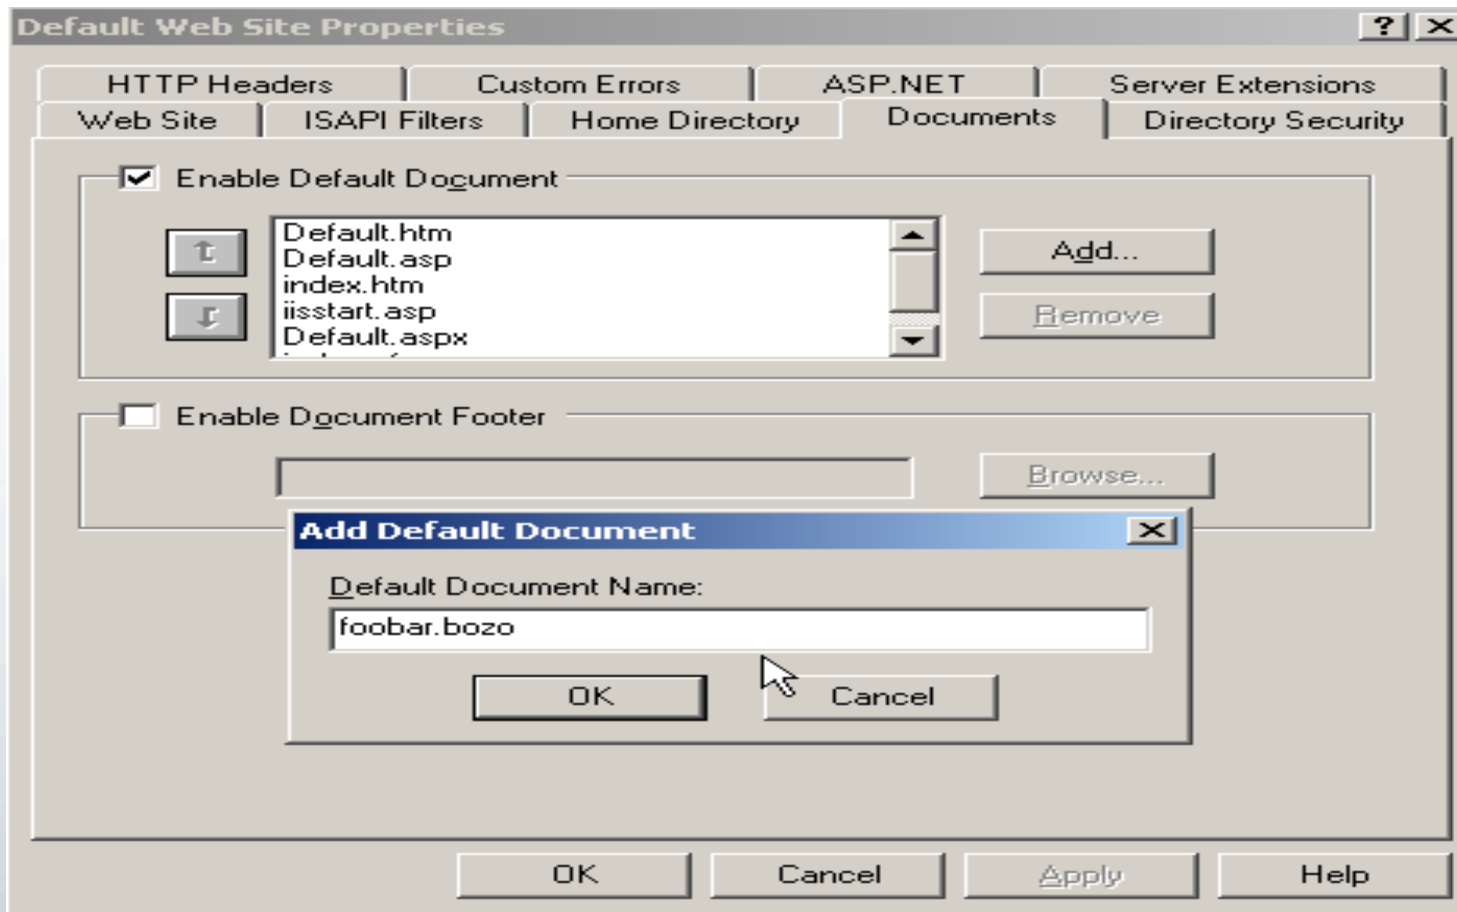 Default Web Site Properties
HTTP Headers Custom Errors ASP.NET Server Extensions
Web Site ISAPI Filters Home Directory Documents Directory Security
Enable Default Document
Default.htm
Default.asp
index.htm
iisstart.asp
Default.aspx
Add...
Remove
Enable Document Footer
Browse...
Add Default Document
Default Document Name:
foobar.bozo
OK Cancel
OK Cancel Apply Help